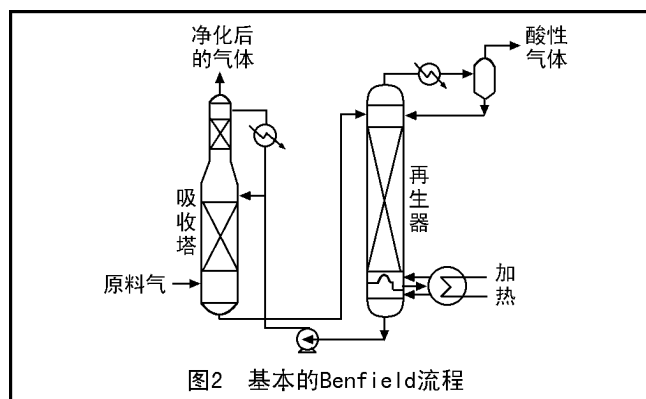 净化后
的气体
酸性
气体
吸收塔
再生器
原料气
加
热
图2 基本的Benfield流程